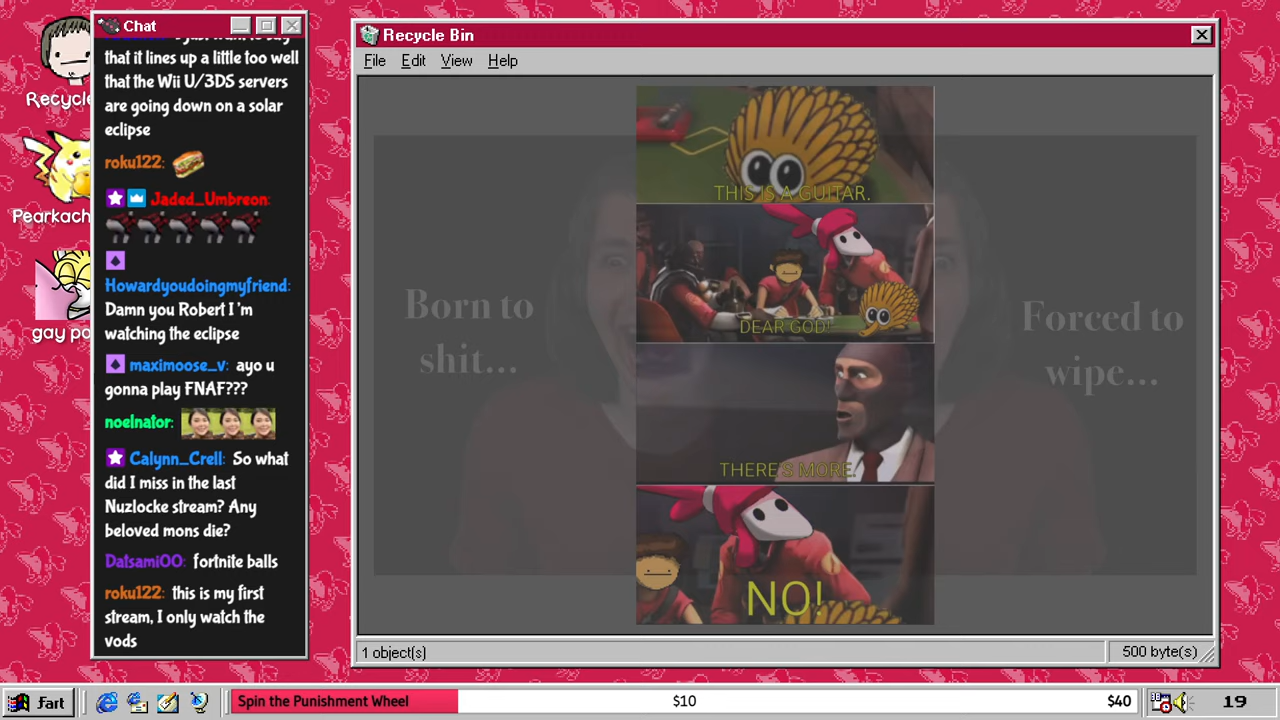 Chat
that it lines up a little too well
that the Wii U/3DS servers
are going down on a solar
eclipse
roku122:
Jaded_Umbreon:
Howardyoudoingmyfriend:
Damn you Robert I'm
watching the eclipse
maximoose_v: ayo u
gonna play FNAF???
noelnator:
Calynn_Crell: So what
did I miss in the last
Nuzlocke stream? Any
beloved mons die?
Datsami00: fortnite balls
roku122: this is my first
stream, I only watch the
vods
Recycle
Pearkach
gay po
Recycle Bin
File Edit View Help
THIS IS A GUITAR.
DEAR GOD!
THERE'S MORE.
NO!
Born to
shit...
Forced to
wipe...
1 object(s)
500 byte(s)
fart
Spin the Punishment Wheel
$10
$40
19